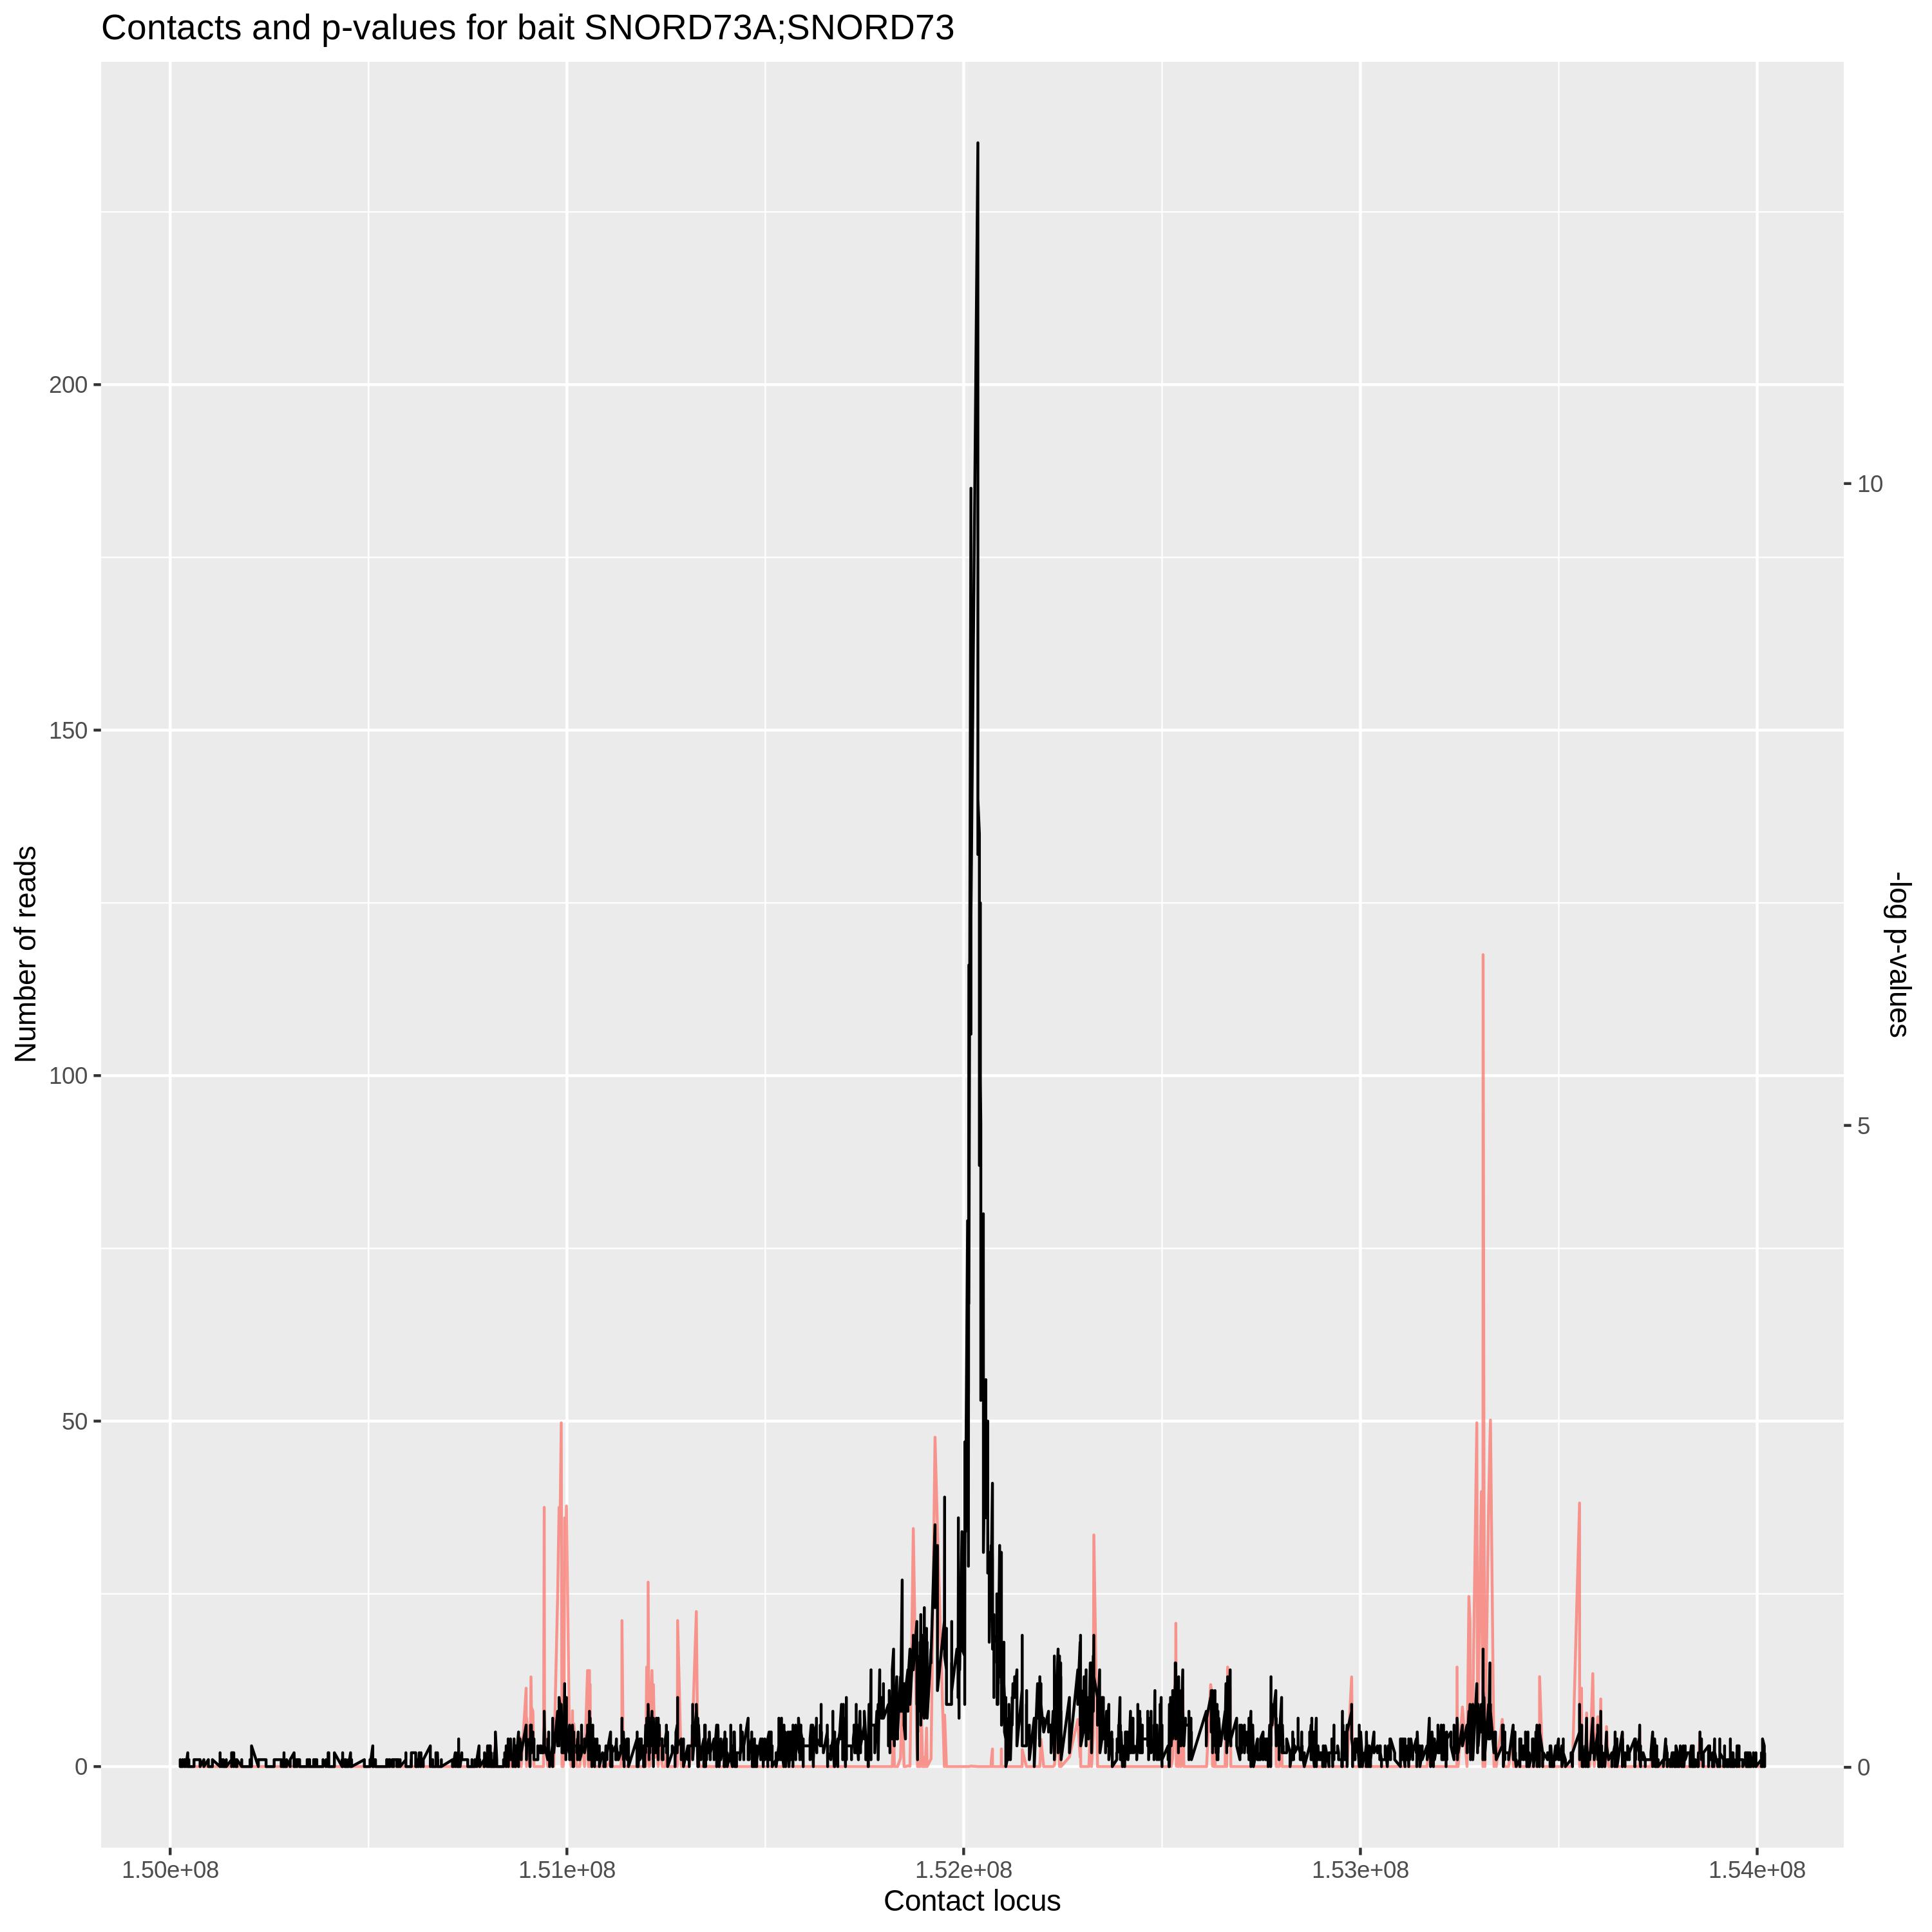 Contacts and p-values for bait SNORD73A;SNORD73
200
150
100
50
0
Number of reads
10
5
0
-log p-values
1.50e+08
1.51e+08
1.52e+08
1.53e+08
1.54e+08
Contact locus